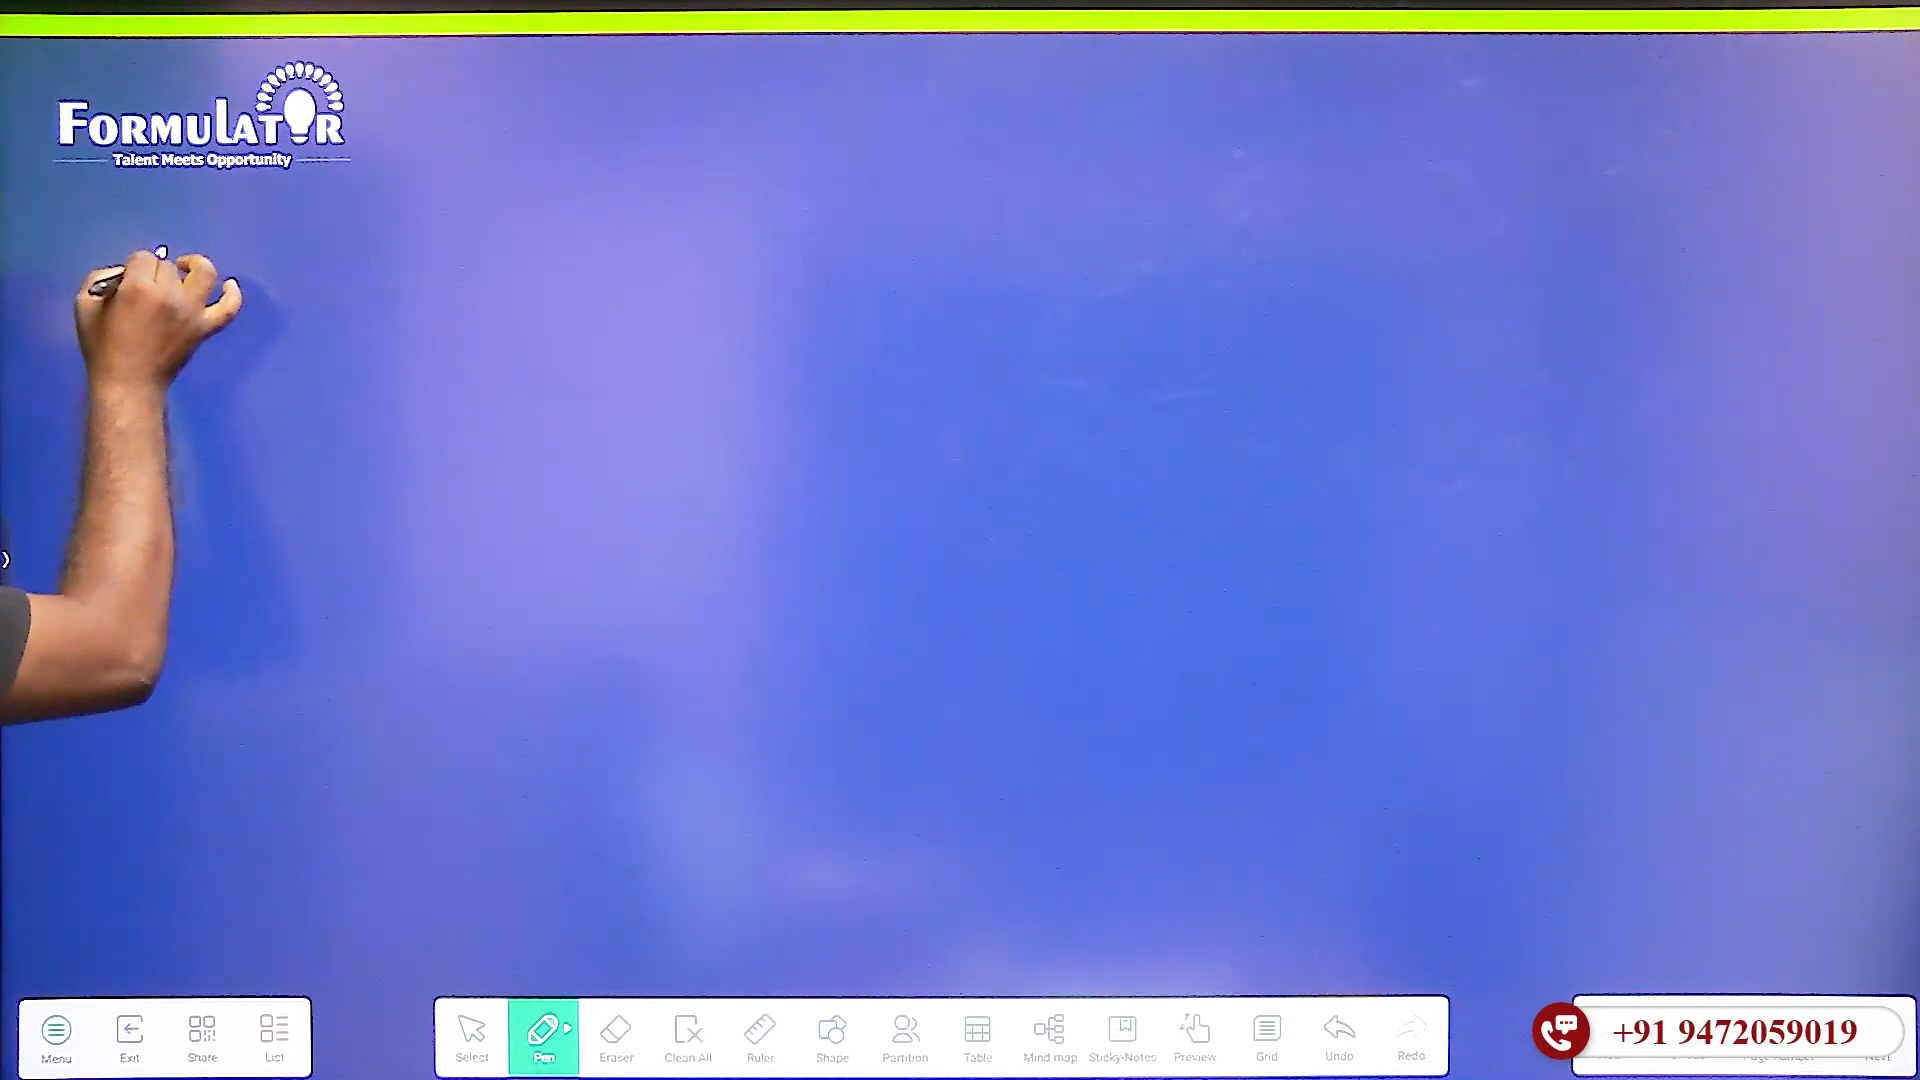 FORMULATOR
Talent Meets Opportunity
Menu
Exit
Share
List
Select
Pen
Eraser
Clean All
Ruler
Shape
Partition
Table
Mind map
Sticky-Notes
Preview
Grid
Undo
Redo
+91 9472059019
Next